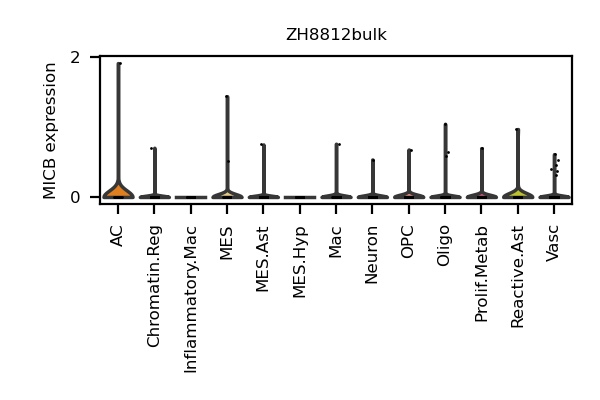 ZH8812bulk
MICB expression
2
0
AC
Chromatin.Reg
Inflammatory.Mac
MES
MES.Ast
MES.Hyp
Mac
Neuron
OPC
Oligo
Prolif.Metab
Reactive.Ast
Vasc